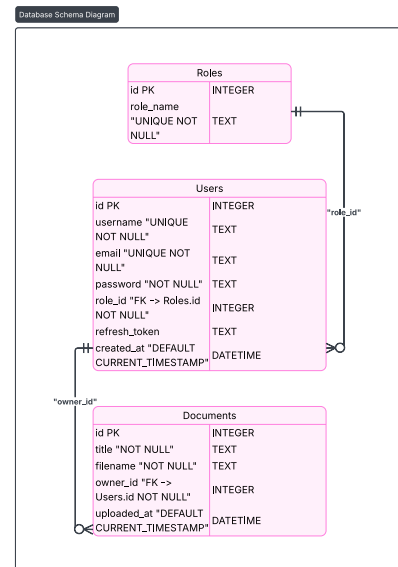 Database Schema Diagram
Roles
id PK INTEGER
role_name
"UNIQUE NOT TEXT
NULL"
Users
id PK INTEGER
username "UNIQUE
NOT NULL" TEXT
email "UNIQUE NOT
NULL" TEXT
password "NOT NULL" TEXT
role_id "FK -> Roles.id
NOT NULL" INTEGER
refresh_token TEXT
created_at "DEFAULT
CURRENT_TIMESTAMP" DATETIME
"role_id"
"owner_id"
Documents
id PK INTEGER
title "NOT NULL" TEXT
filename "NOT NULL" TEXT
owner_id "FK ->
Users.id NOT NULL" INTEGER
uploaded_at "DEFAULT
CURRENT_TIMESTAMP" DATETIME